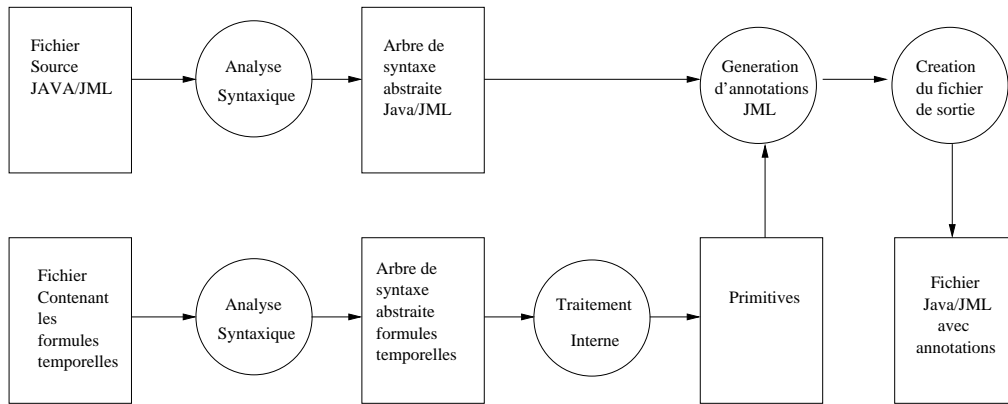 Fichier
Source
JAVA/JML
Analyse
Syntaxique
Arbre de
syntaxe
abstraite
Java/JML
Generation
d'annotations
JML
Creation
du fichier
de sortie
Fichier
Contenant
les
formules
temporelles
Analyse
Syntaxique
Arbre de
syntaxe
abstraite
formules
temporelles
Traitement
Interne
Primitives
Fichier
Java/JML
avec
annotations